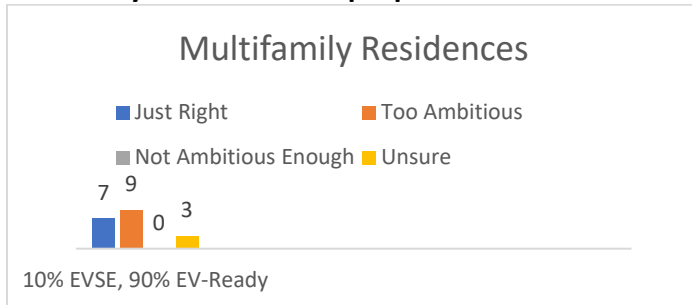 Multifamily Residences
Just Right Too Ambitious
Not Ambitious Enough Unsure
7 9 0 3
10% EVSE, 90% EV-Ready